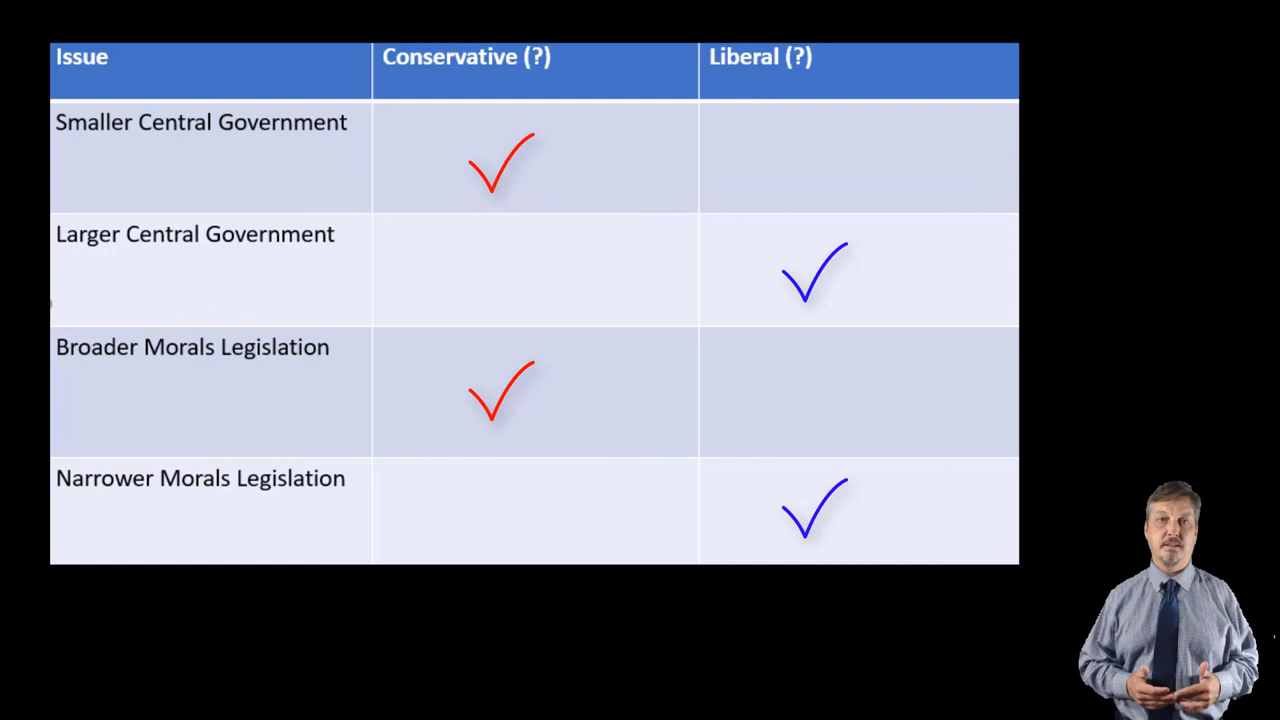 Issue
Conservative (?)
Liberal (?)
Smaller Central Government
Larger Central Government
Broader Morals Legislation
Narrower Morals Legislation